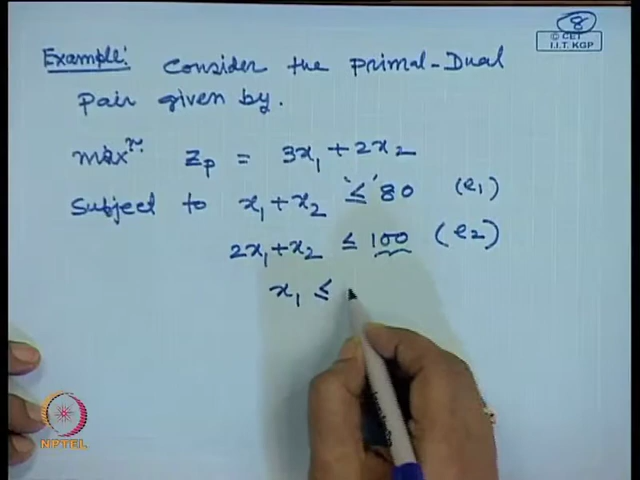 8
© CET
I.I.T. KGP
Example: Consider the Primal-Dual
Pair given by.
maxᵐ Zₚ = 3x₁ + 2x₂
Subject to x₁ + x₂ ≤ 80 (e₁)
2x₁ + x₂ ≤ 100 (e₂)
x₁ ≤
NPTEL